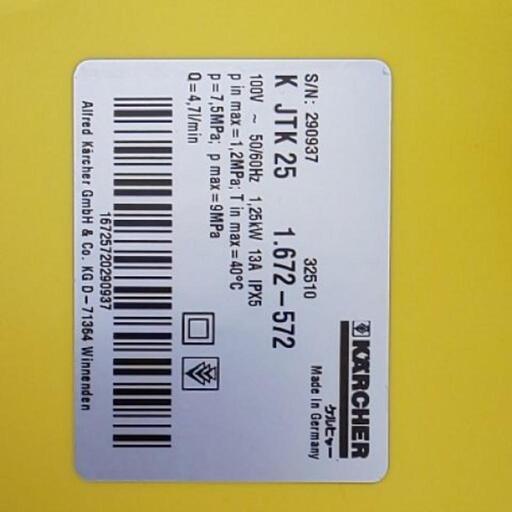 S/N: 290937 32510
K JTK 25 1.672-572
100V ~ 50/60Hz 1,25kW 13A IPX5
p in max=1,2MPa; T in max=40°C
p=7,5MPa; p max=9MPa
Q=4,7l/min
KÄRCHER
ケルヒャー
Made in Germany
16725720290937
Alfred Kärcher GmbH & Co. KG D-71364 Winnenden